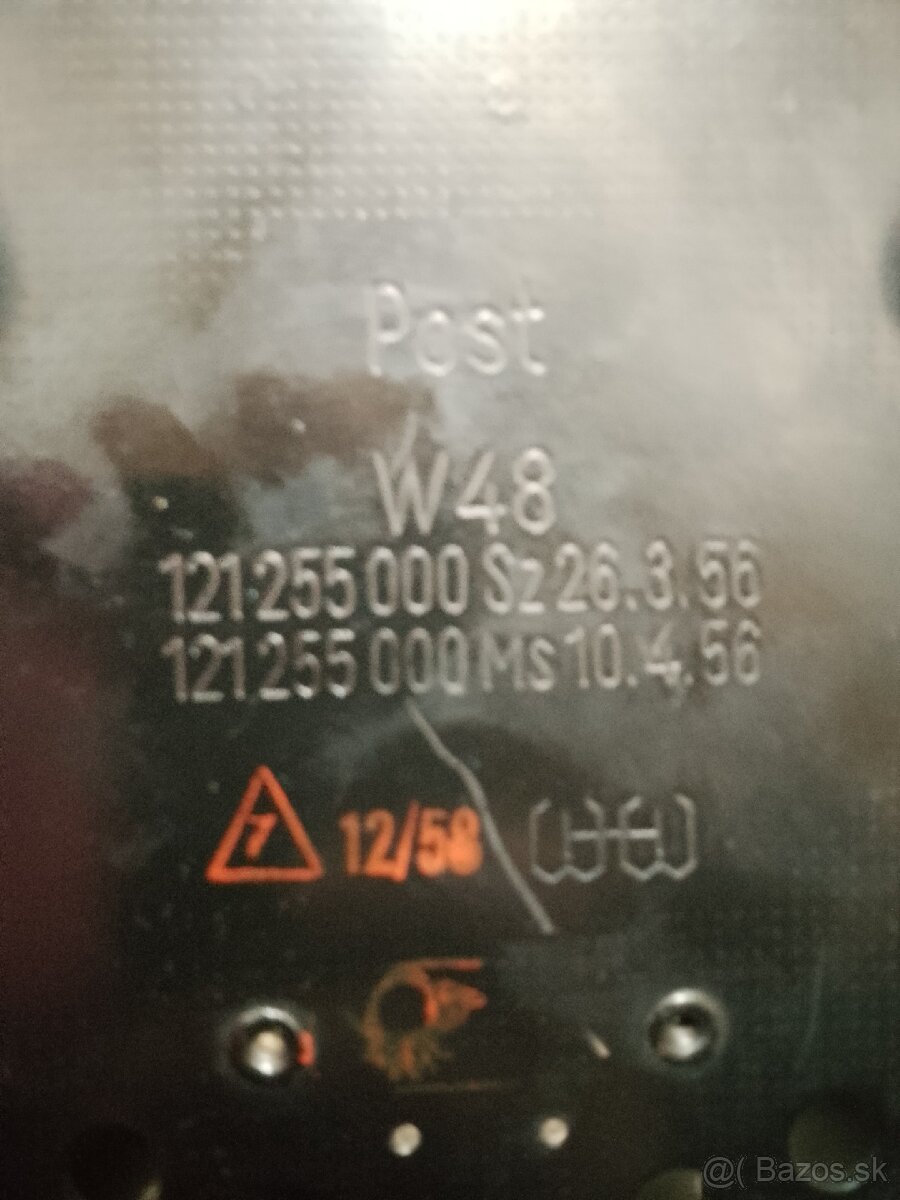 Post
W48
121 255 000 Sz 26.3.56
121 255 000 Ms 10.4.56
7 12/58 W+W
@( Bazos.sk